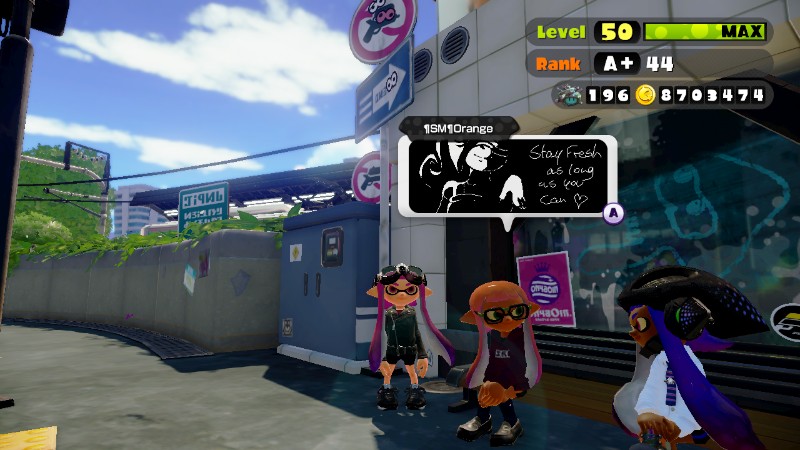 Level 50 MAX
Rank A+ 44
196 8703474
¶SM¶Orange
Stay Fresh
as long
as you
can ♡
A